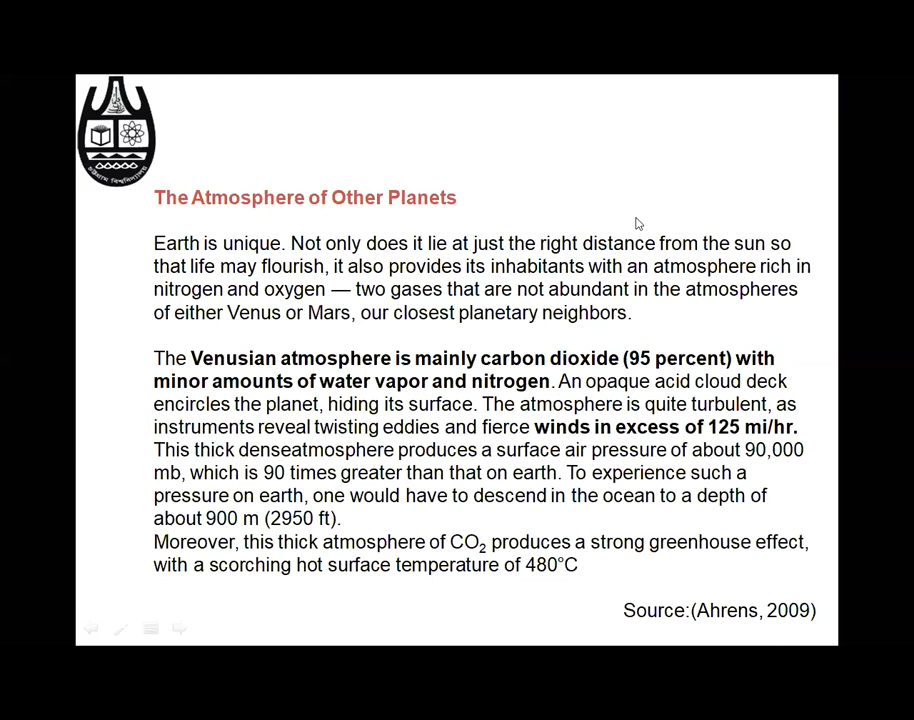 The Atmosphere of Other Planets
Earth is unique. Not only does it lie at just the right distance from the sun so
that life may flourish, it also provides its inhabitants with an atmosphere rich in
nitrogen and oxygen — two gases that are not abundant in the atmospheres
of either Venus or Mars, our closest planetary neighbors.
The Venusian atmosphere is mainly carbon dioxide (95 percent) with
minor amounts of water vapor and nitrogen. An opaque acid cloud deck
encircles the planet, hiding its surface. The atmosphere is quite turbulent, as
instruments reveal twisting eddies and fierce winds in excess of 125 mi/hr.
This thick denseatmosphere produces a surface air pressure of about 90,000
mb, which is 90 times greater than that on earth. To experience such a
pressure on earth, one would have to descend in the ocean to a depth of
about 900 m (2950 ft).
Moreover, this thick atmosphere of CO₂ produces a strong greenhouse effect,
with a scorching hot surface temperature of 480°C
Source:(Ahrens, 2009)